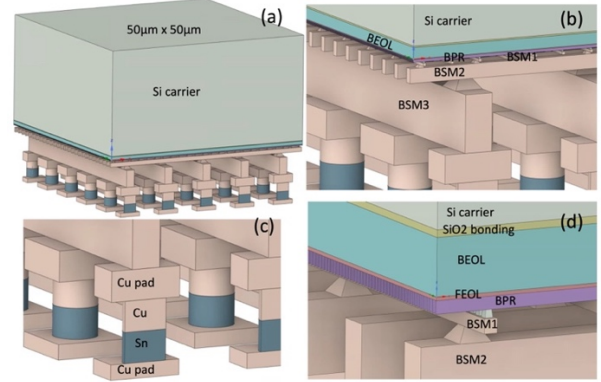 (a)
50µm x 50µm
Si carrier
(b)
Si carrier
BEOL
BPR
BSM1
BSM2
BSM3
(c)
Cu pad
Cu
Sn
Cu pad
(d)
Si carrier
SiO2 bonding
BEOL
FEOL
BPR
BSM1
BSM2